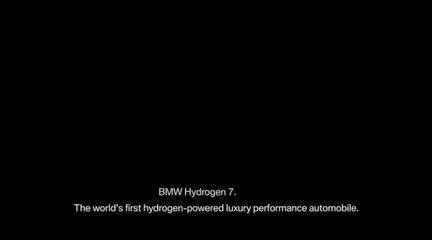 BMW Hydrogen 7.
The world's first hydrogen-powered luxury performance automobile.